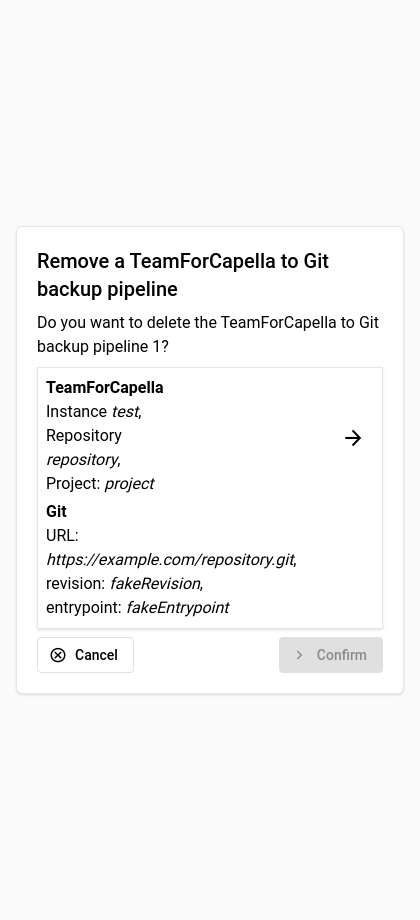 Remove a TeamForCapella to Git
backup pipeline
Do you want to delete the TeamForCapella to Git
backup pipeline 1?
TeamForCapella
Instance test,
Repository
repository,
Project: project
Git
URL:
https://example.com/repository.git,
revision: fakeRevision,
entrypoint: fakeEntrypoint
Cancel
Confirm